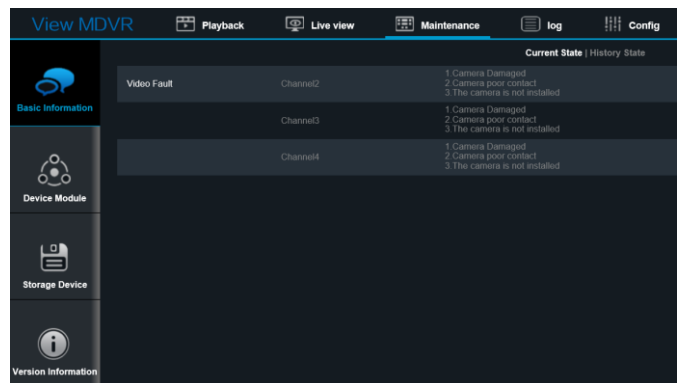 View MDVR Playback Live view Maintenance log Config
Current State | History State
Basic Information
Device Module
Storage Device
Version Information
Video Fault Channel2
1.Camera Damaged
2.Camera poor contact
3.The camera is not installed
Channel3
1.Camera Damaged
2.Camera poor contact
3.The camera is not installed
Channel4
1.Camera Damaged
2.Camera poor contact
3.The camera is not installed